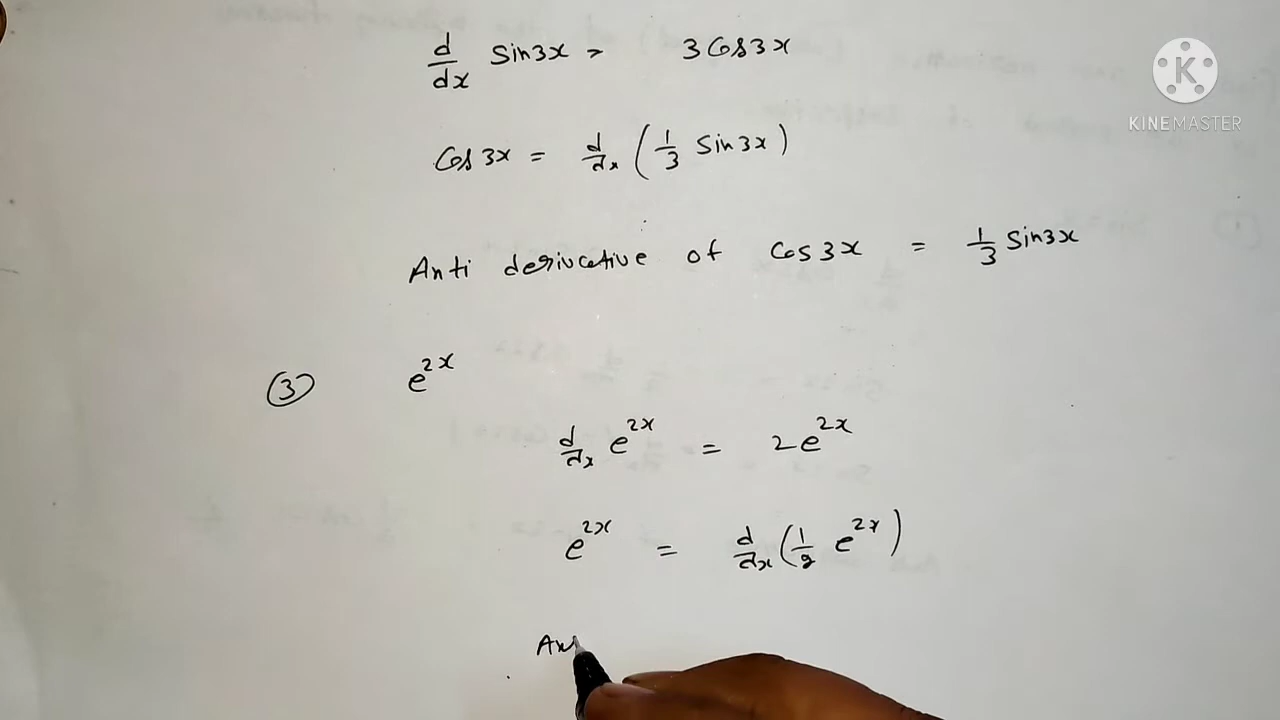 d/dx Sin3x = 3Cos3x
K
KINEMASTER
Cos3x = d/dx (1/3 Sin3x)
Anti derivative of Cos3x = 1/3 Sin3x
③ e^2x
d/dx e^2x = 2e^2x
e^2x = d/dx (1/2 e^2x)
An